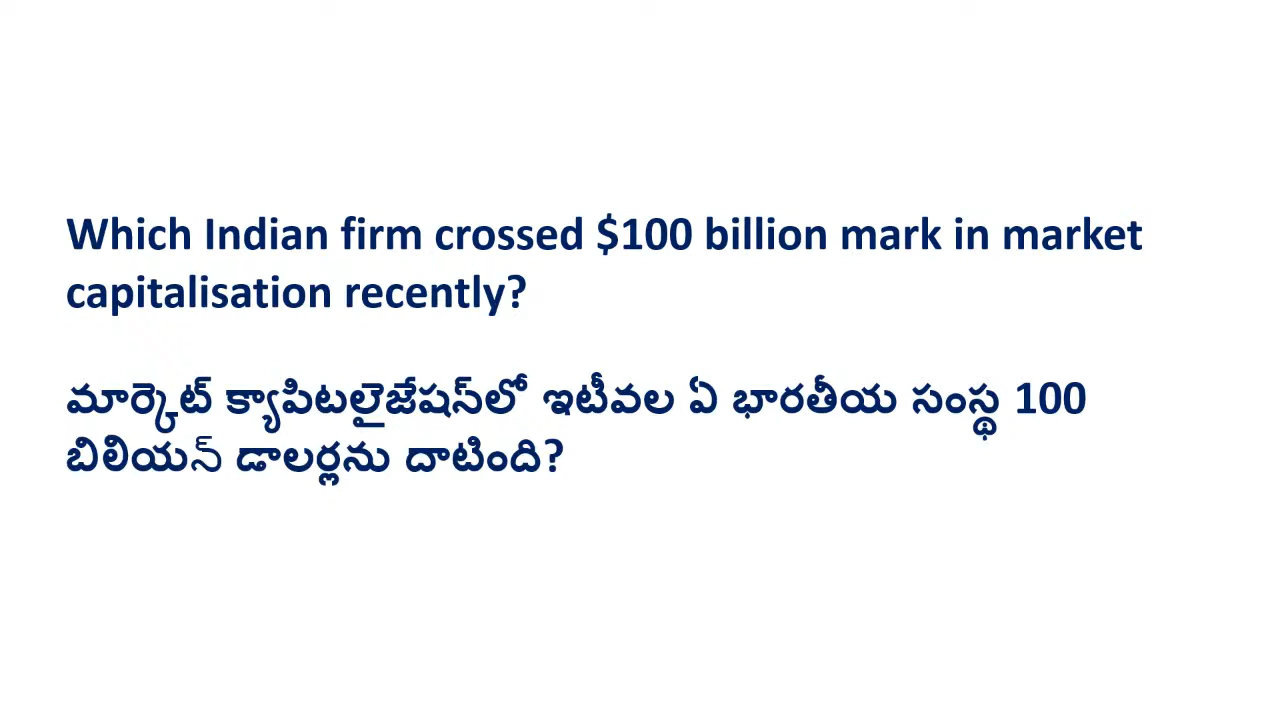 Which Indian firm crossed $100 billion mark in market
capitalisation recently?
మార్కెట్ క్యాపిటలైజేషన్‌లో ఇటీవల ఏ భారతీయ సంస్థ 100
బిలియన్ డాలర్లను దాటింది?